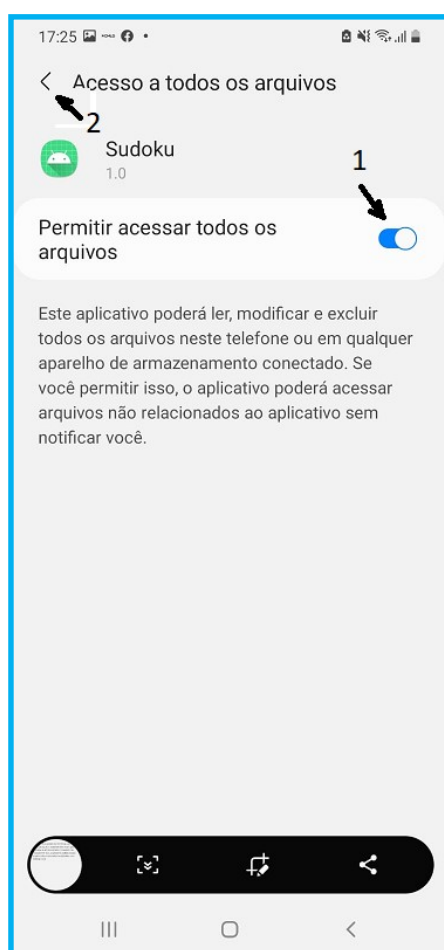 17:25
Acesso a todos os arquivos
2
Sudoku
1.0
1
Permitir acessar todos os
arquivos
Este aplicativo poderá ler, modificar e excluir
todos os arquivos neste telefone ou em qualquer
aparelho de armazenamento conectado. Se
você permitir isso, o aplicativo poderá acessar
arquivos não relacionados ao aplicativo sem
notificar você.